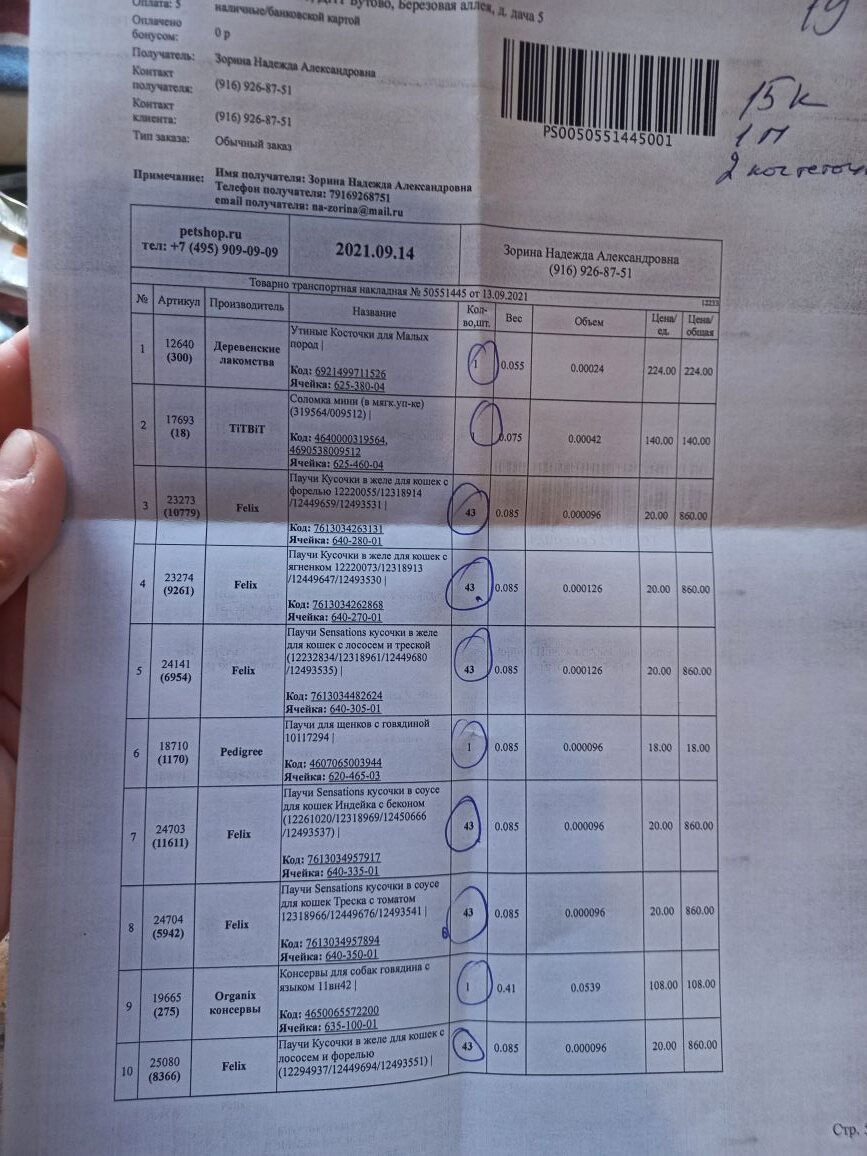 Бутово, Березовая аллея, д. дача 5
Оплата: 5
наличные/банковской картой
Оплачено
бонусом: 0 р
Получатель: Зорина Надежда Александровна
Контакт
получателя: (916) 926-87-51
Контакт
клиента: (916) 926-87-51
Тип заказа: Обычный заказ
PS0050551445001
19
15 к
1 п
2 когтеточ
Примечание: Имя получателя: Зорина Надежда Александровна
Телефон получателя: 79169268751
email получателя: na-zorina@mail.ru
petshop.ru
тел: +7 (495) 909-09-09
2021.09.14
Зорина Надежда Александровна
(916) 926-87-51
Товарно транспортная накладная № 50551445 от 13.09.2021
12233
№ Артикул Производитель Название Кол-во,шт. Вес Объем Цена/ед. Цена/общая
1 12640 (300) Деревенские лакомства Утиные Косточки для Малых
пород |
Код: 6921499711526
Ячейка: 625-380-04
1 0.055 0.00024 224.00 224.00
2 17693 (18) TiTBiT Соломка мини (в мягк.уп-ке)
(319564/009512) |
Код: 4640000319564,
4690538009512
Ячейка: 625-460-04
1 0.075 0.00042 140.00 140.00
3 23273 (10779) Felix Паучи Кусочки в желе для кошек с
форелью 12220055/12318914
/12449659/12493531 |
Код: 7613034263131
Ячейка: 640-280-01
43 0.085 0.000096 20.00 860.00
4 23274 (9261) Felix Паучи Кусочки в желе для кошек с
ягненком 12220073/12318913
/12449647/12493530 |
Код: 7613034262868
Ячейка: 640-270-01
43 0.085 0.000126 20.00 860.00
5 24141 (6954) Felix Паучи Sensations кусочки в желе
для кошек с лососем и треской
(12232834/12318961/12449680
/12493535) |
Код: 7613034482624
Ячейка: 640-305-01
43 0.085 0.000126 20.00 860.00
6 18710 (1170) Pedigree Паучи для щенков с говядиной
10117294 |
Код: 4607065003944
Ячейка: 620-465-03
1 0.085 0.000096 18.00 18.00
7 24703 (11611) Felix Паучи Sensations кусочки в соусе
для кошек Индейка с беконом
(12261020/12318969/12450666
/12493537) |
Код: 7613034957917
Ячейка: 640-335-01
43 0.085 0.000096 20.00 860.00
8 24704 (5942) Felix Паучи Sensations кусочки в соусе
для кошек Треска с томатом
12318966/12449676/12493541 |
Код: 7613034957894
Ячейка: 640-350-01
43 0.085 0.000096 20.00 860.00
9 19665 (275) Organix консервы Консервы для собак говядина с
языком 11вн42 |
Код: 4650065572200
Ячейка: 635-100-01
1 0.41 0.0539 108.00 108.00
10 25080 (8366) Felix Паучи Кусочки в желе для кошек с
лососем и форелью
(12294937/12449694/12493551) |
43 0.085 0.000096 20.00 860.00
Стр.